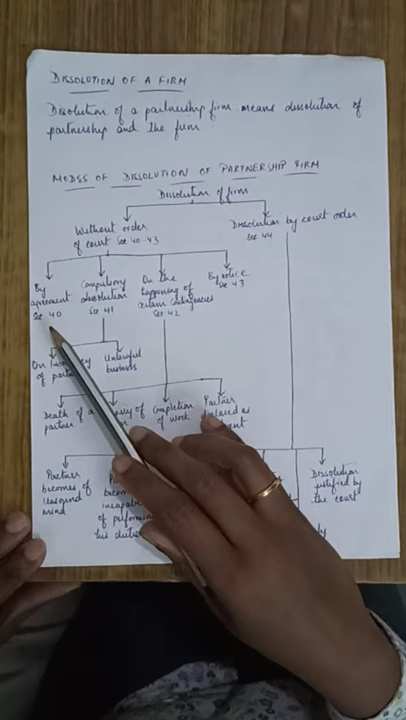 DISSOLUTION OF A FIRM
Dissolution of a partnership firm means dissolution of
partnership and the firm
MODES OF DISSOLUTION OF PARTNERSHIP FIRM
Dissolution of firm
Without order
of court Sec 40-43
Dissolution by court order
Sec 44
By
agreement
Sec 40
Compulsory
dissolution
Sec 41
On the
happening of
certain contingencies
Sec 42
By notice
Sec 43
On
of
Unlawful
business
Death of a
partner
of
Completion
of work
Partner
as
Partner
becomes of
Unsound
mind
of performing
his duties
Dissolution
justified by
the court